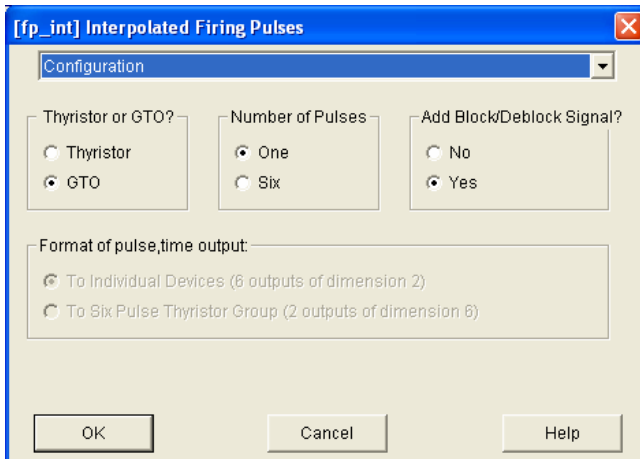 [fp_int] Interpolated Firing Pulses
Configuration
Thyristor or GTO?
Thyristor
GTO
Number of Pulses
One
Six
Add Block/Deblock Signal?
No
Yes
Format of pulse,time output:
To Individual Devices (6 outputs of dimension 2)
To Six Pulse Thyristor Group (2 outputs of dimension 6)
OK
Cancel
Help